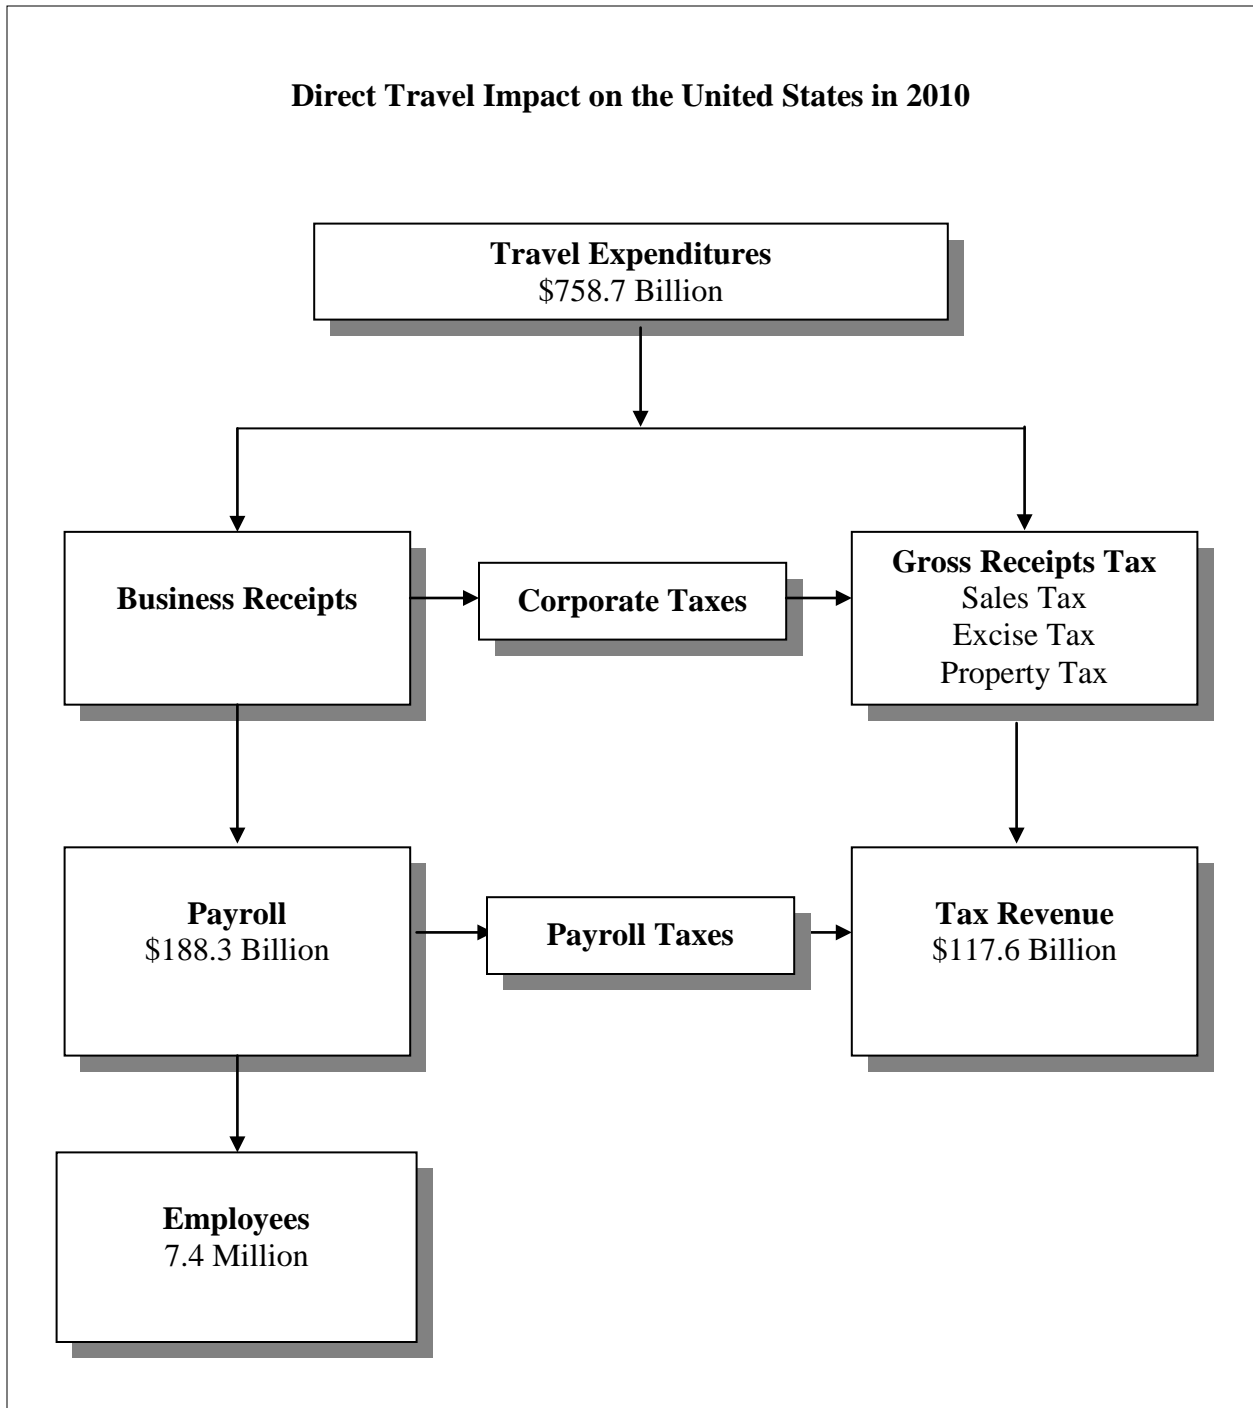 Direct Travel Impact on the United States in 2010
Travel Expenditures
$758.7 Billion
Business Receipts
Corporate Taxes
Gross Receipts Tax
Sales Tax
Excise Tax
Property Tax
Payroll
$188.3 Billion
Payroll Taxes
Tax Revenue
$117.6 Billion
Employees
7.4 Million